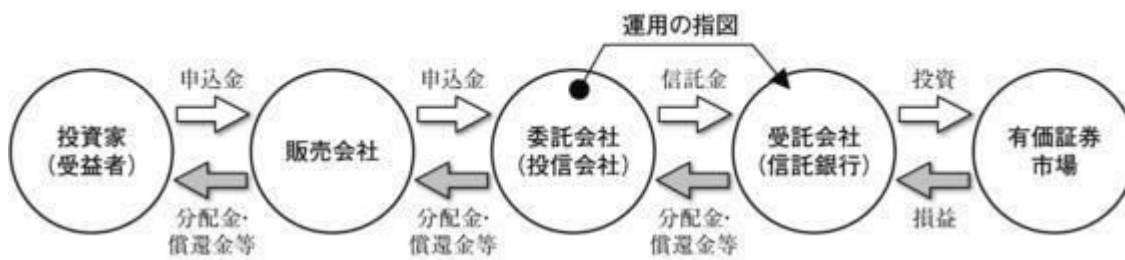 運用の指図
申込金
申込金
信託金
投資
投資家
(受益者)
販売会社
委託会社
(投信会社)
受託会社
(信託銀行)
有価証券
市場
分配金・
償還金等
分配金・
償還金等
分配金・
償還金等
損益